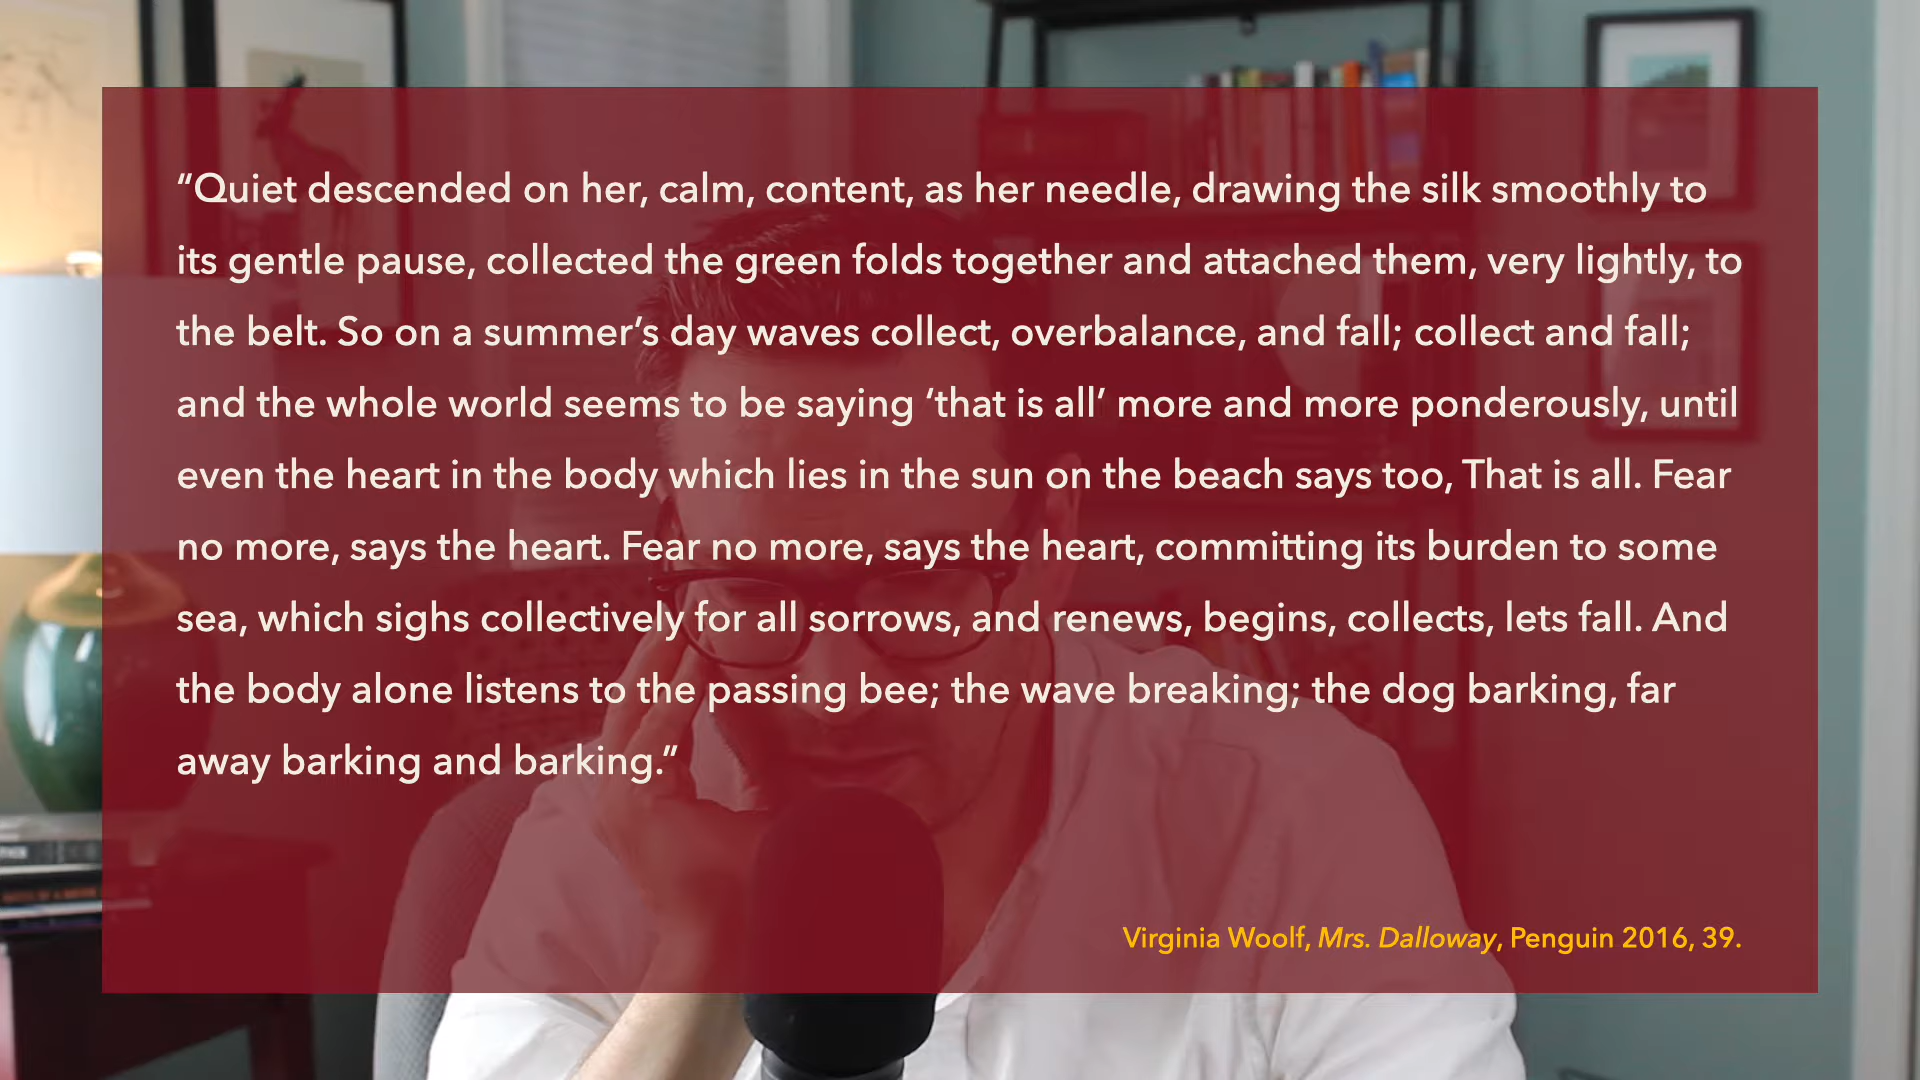 “Quiet descended on her, calm, content, as her needle, drawing the silk smoothly to
its gentle pause, collected the green folds together and attached them, very lightly, to
the belt. So on a summer’s day waves collect, overbalance, and fall; collect and fall;
and the whole world seems to be saying ‘that is all’ more and more ponderously, until
even the heart in the body which lies in the sun on the beach says too, That is all. Fear
no more, says the heart. Fear no more, says the heart, committing its burden to some
sea, which sighs collectively for all sorrows, and renews, begins, collects, lets fall. And
the body alone listens to the passing bee; the wave breaking; the dog barking, far
away barking and barking.”
Virginia Woolf, Mrs. Dalloway, Penguin 2016, 39.